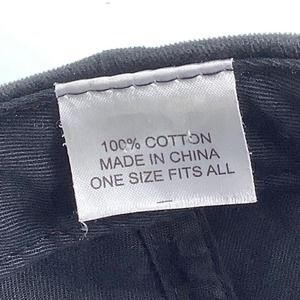 100% COTTON
MADE IN CHINA
ONE SIZE FITS ALL